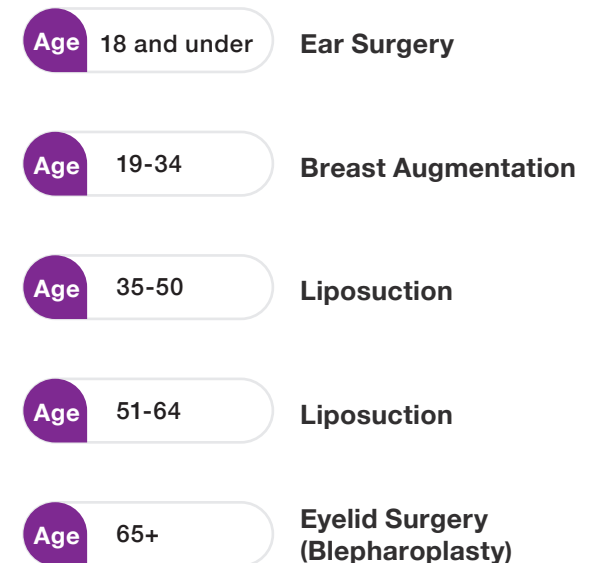 Age 18 and under Ear Surgery
Age 19-34 Breast Augmentation
Age 35-50 Liposuction
Age 51-64 Liposuction
Age 65+ Eyelid Surgery
(Blepharoplasty)